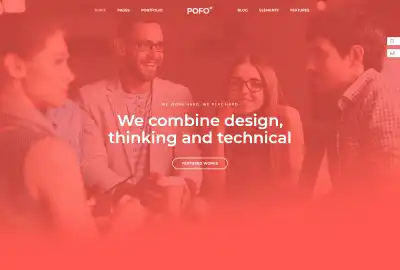 HOME PAGES PORTFOLIO POFO BLOG ELEMENTS FEATURES
WE WORK HARD, WE PLAY HARD
We combine design,
thinking and technical
FEATURED WORKS